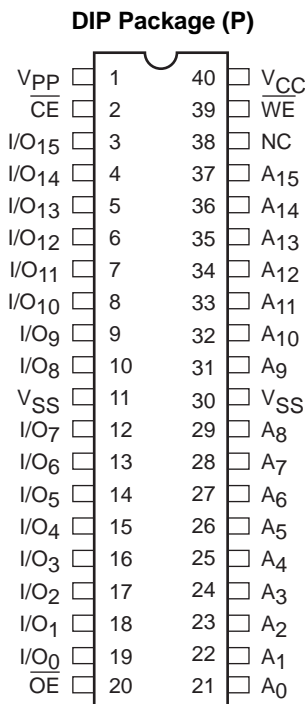 DIP Package (P)
VPP 1 40 VCC
C̅E̅ 2 39 W̅E̅
I/O15 3 38 NC
I/O14 4 37 A15
I/O13 5 36 A14
I/O12 6 35 A13
I/O11 7 34 A12
I/O10 8 33 A11
I/O9 9 32 A10
I/O8 10 31 A9
VSS 11 30 VSS
I/O7 12 29 A8
I/O6 13 28 A7
I/O5 14 27 A6
I/O4 15 26 A5
I/O3 16 25 A4
I/O2 17 24 A3
I/O1 18 23 A2
I/O0 19 22 A1
O̅E̅ 20 21 A0